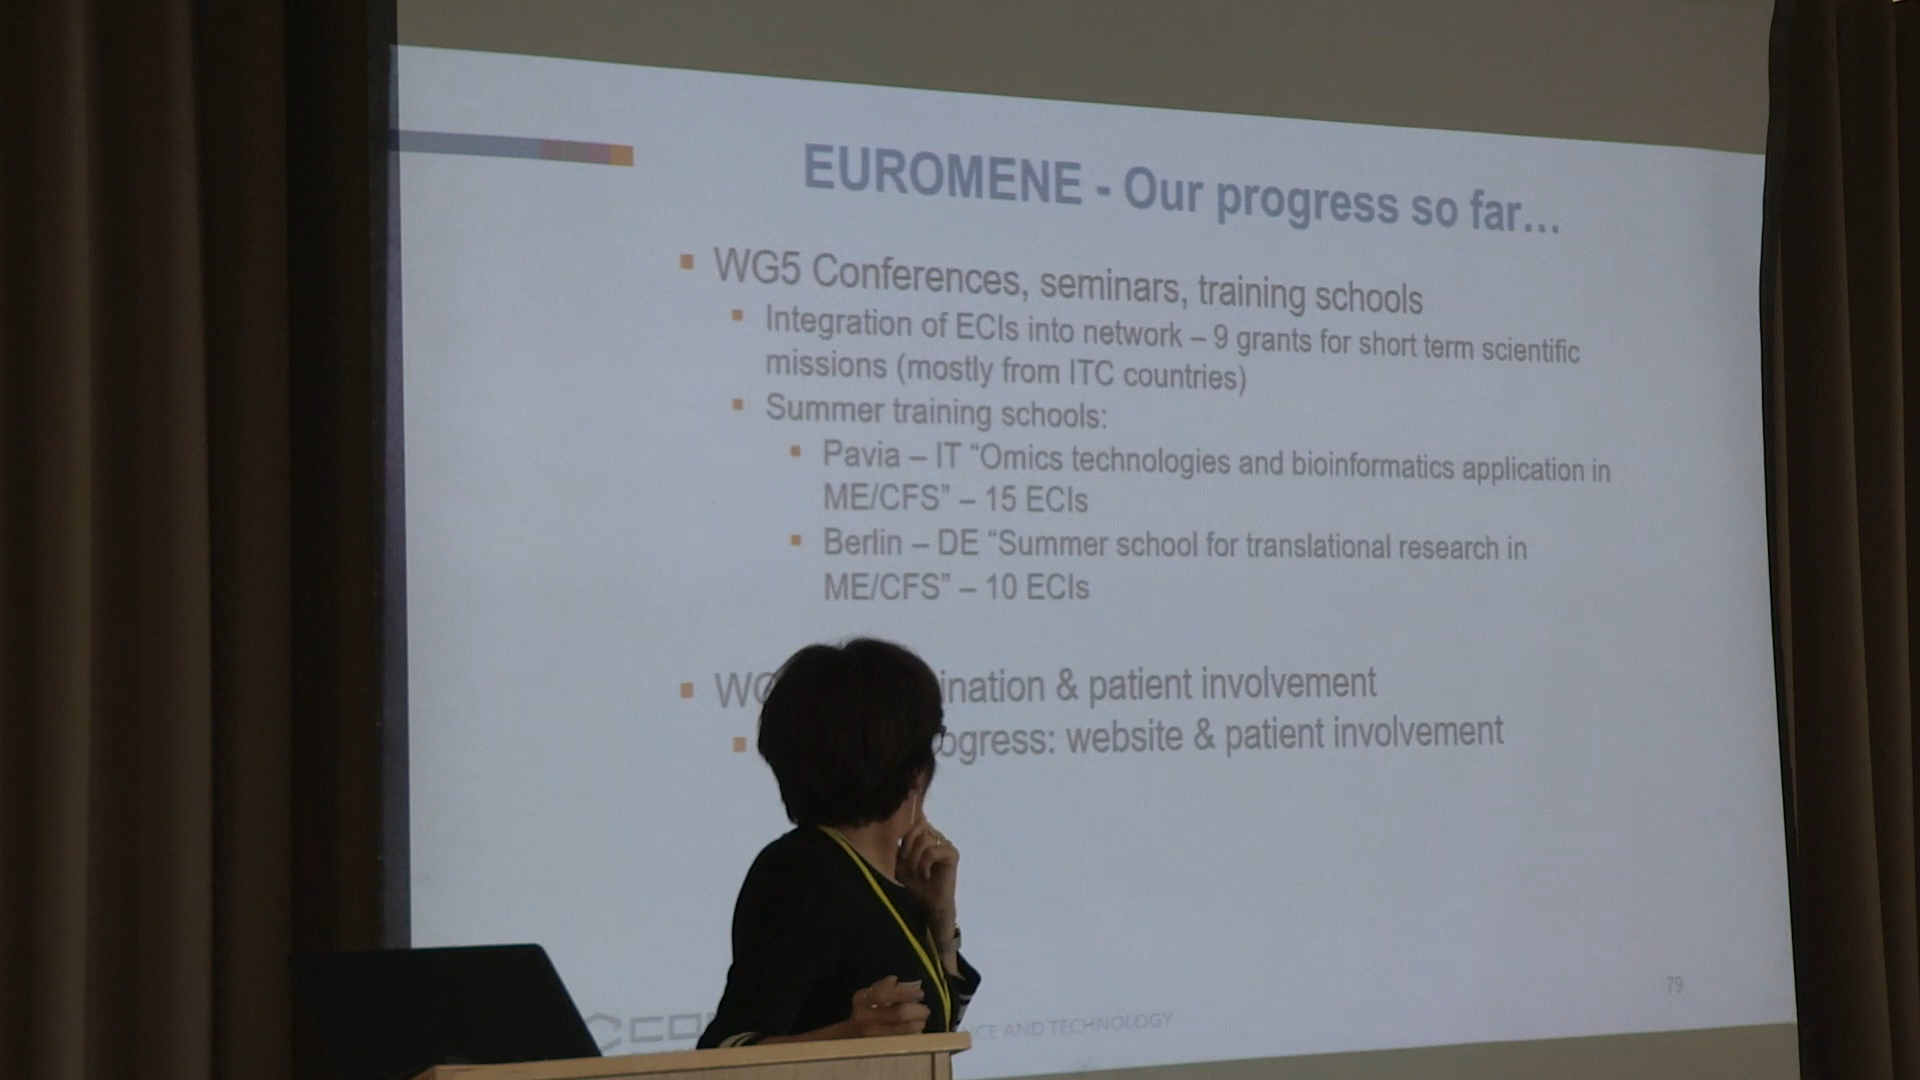 EUROMENE - Our progress so far...
WG5 Conferences, seminars, training schools
Integration of ECIs into network – 9 grants for short term scientific
missions (mostly from ITC countries)
Summer training schools:
Pavia – IT “Omics technologies and bioinformatics application in
ME/CFS” – 15 ECIs
Berlin – DE “Summer school for translational research in
ME/CFS” – 10 ECIs
& patient involvement
website & patient involvement
79
AND TECHNOLOGY